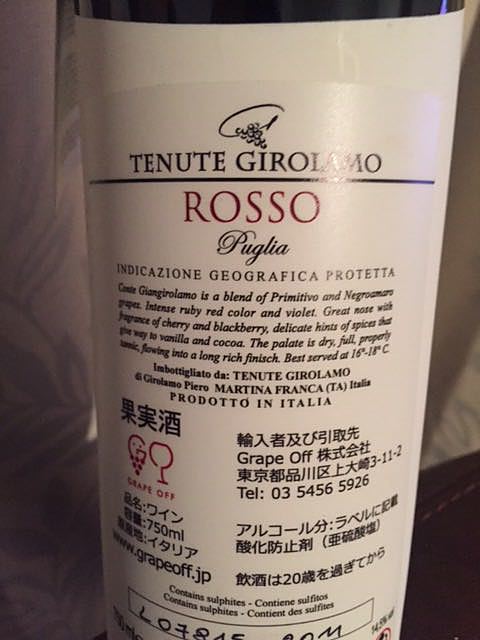 TENUTE GIROLAMO
ROSSO
Puglia
INDICAZIONE GEOGRAFICA PROTETTA
Conte Giangirolamo is a blend of Primitivo and Negroamaro
grapes. Intense ruby red color and violet. Great nose with
fragrance of cherry and blackberry, delicate hints of spices that
give way to vanilla and cocoa. The palate is dry, full, properly
tannic, flowing into a long rich finisch. Best served at 16°-18° C.
Imbottigliato da: TENUTE GIROLAMO
di Girolamo Piero MARTINA FRANCA (TA) Italia
PRODOTTO IN ITALIA
果実酒
GRAPE OFF
品名:ワイン
容量:750ml
原産地:イタリア
www.grapeoff.jp
輸入者及び引取先
Grape Off 株式会社
東京都品川区上大崎3-11-2
Tel: 03 5456 5926
アルコール分:ラベルに記載
酸化防止剤（亜硫酸塩）
飲酒は20歳を過ぎてから
Contains sulphites - Contiene sulfitos
Contains sulphites - Contient des sulfites
14,5% vol